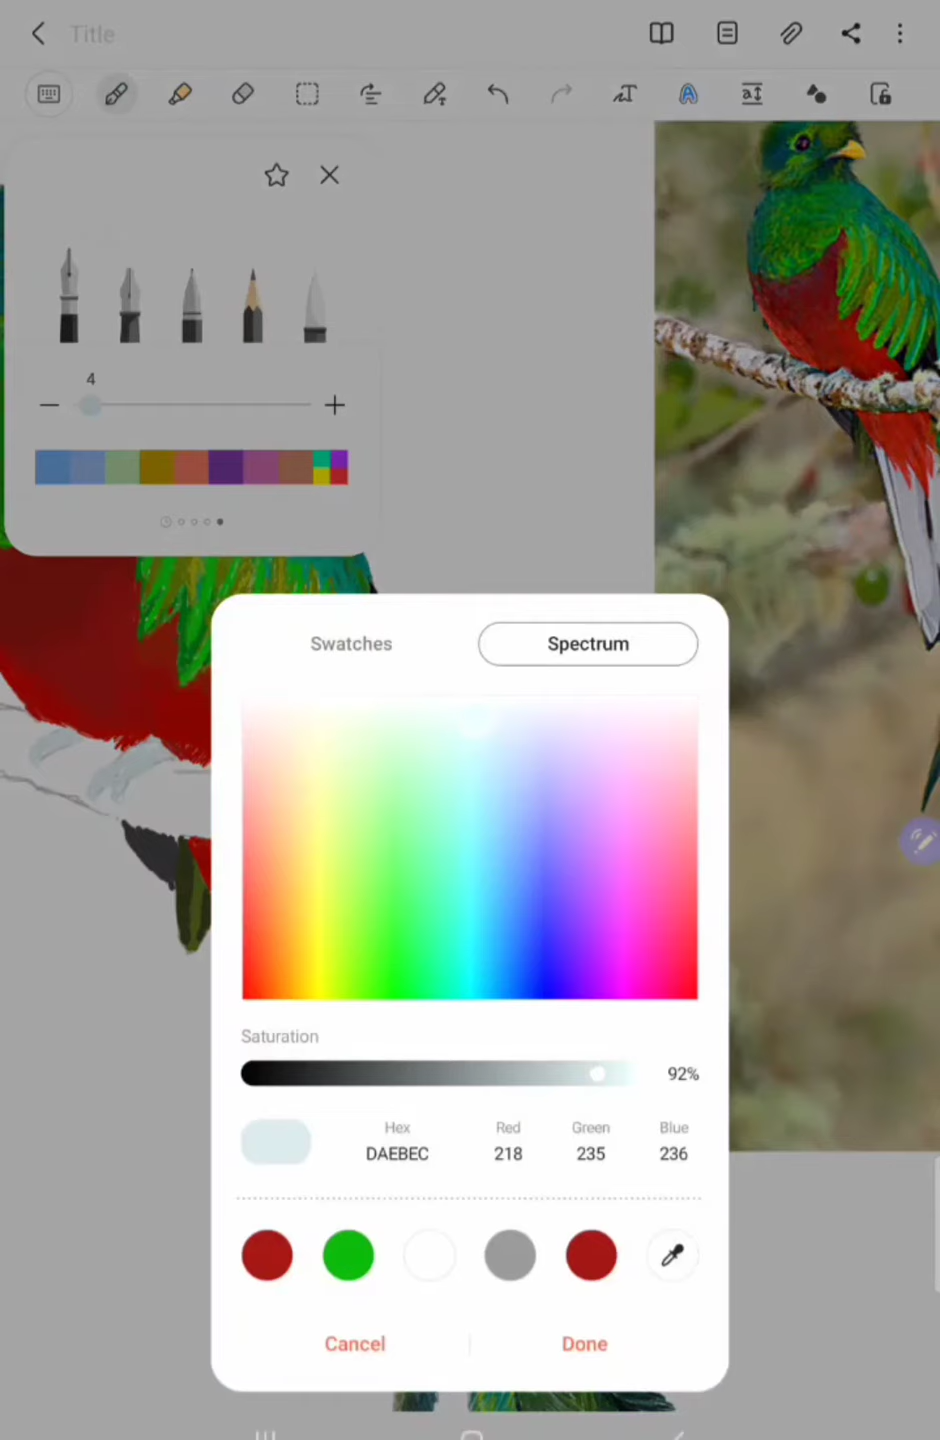 Title
4
Swatches Spectrum
Saturation
92%
Hex Red Green Blue
DAEBEC 218 235 236
Cancel Done